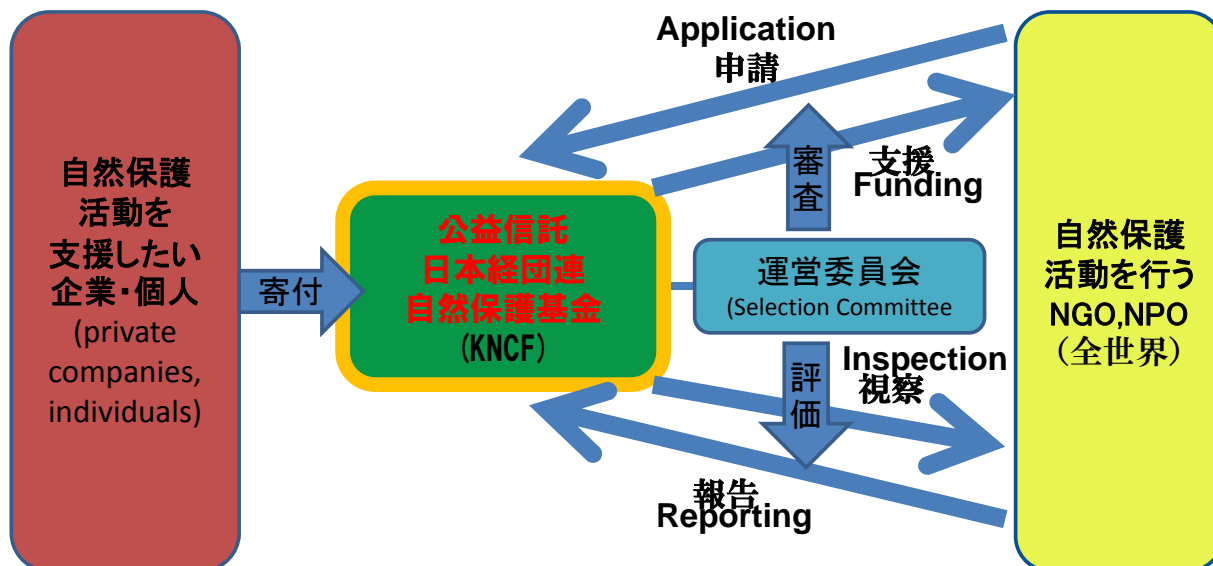 自然保護
活動を
支援したい
企業・個人
(private
companies,
individuals)
寄付
公益信託
日本経団連
自然保護基金
(KNCF)
Application
申請
審査
支援
Funding
運営委員会
(Selection Committee
評価
Inspection
視察
報告
Reporting
自然保護
活動を行う
NGO,NPO
（全世界）